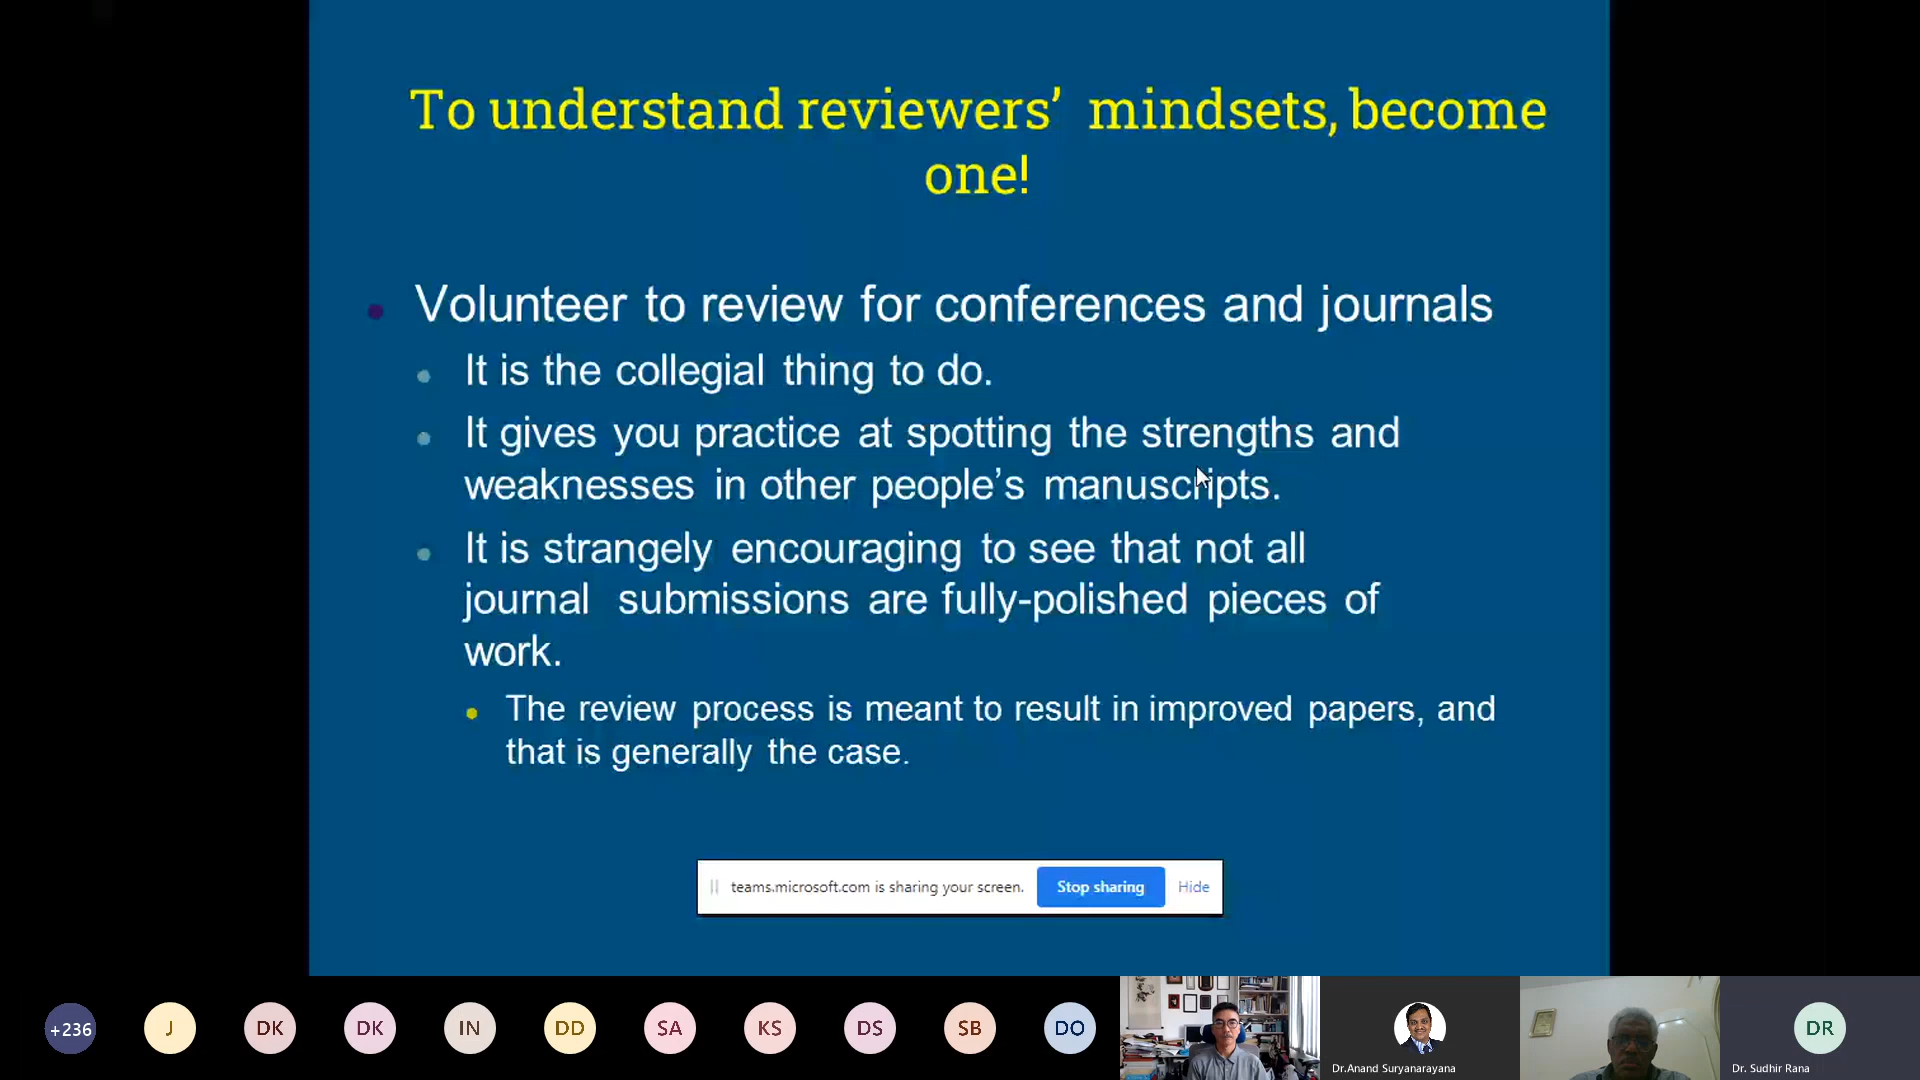 To understand reviewers’ mindsets, become
one!
Volunteer to review for conferences and journals
It is the collegial thing to do.
It gives you practice at spotting the strengths and
weaknesses in other people’s manuscripts.
It is strangely encouraging to see that not all
journal submissions are fully-polished pieces of
work.
The review process is meant to result in improved papers, and
that is generally the case.
teams.microsoft.com is sharing your screen. Stop sharing Hide
+236 J DK DK IN DD SA KS DS SB DO DR
Dr.Anand Suryanarayana Dr. Sudhir Rana